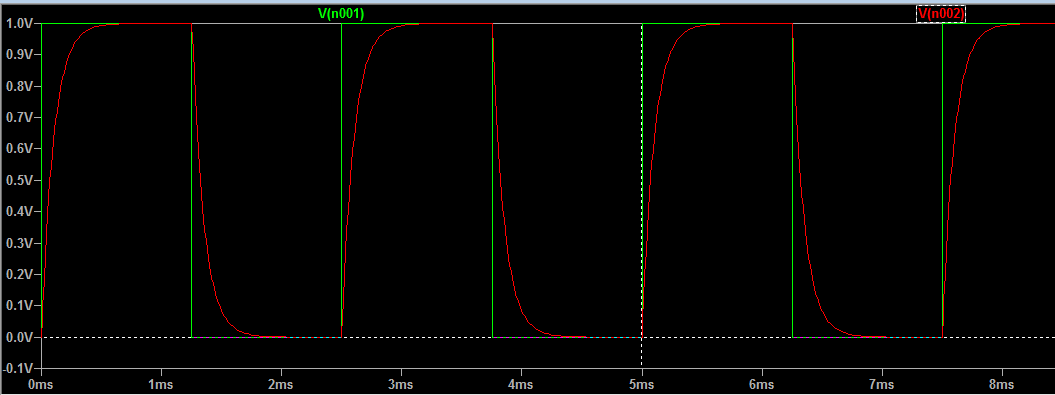 V(n001) V(n002)
1.0V
0.9V
0.8V
0.7V
0.6V
0.5V
0.4V
0.3V
0.2V
0.1V
0.0V
-0.1V
0ms 1ms 2ms 3ms 4ms 5ms 6ms 7ms 8ms